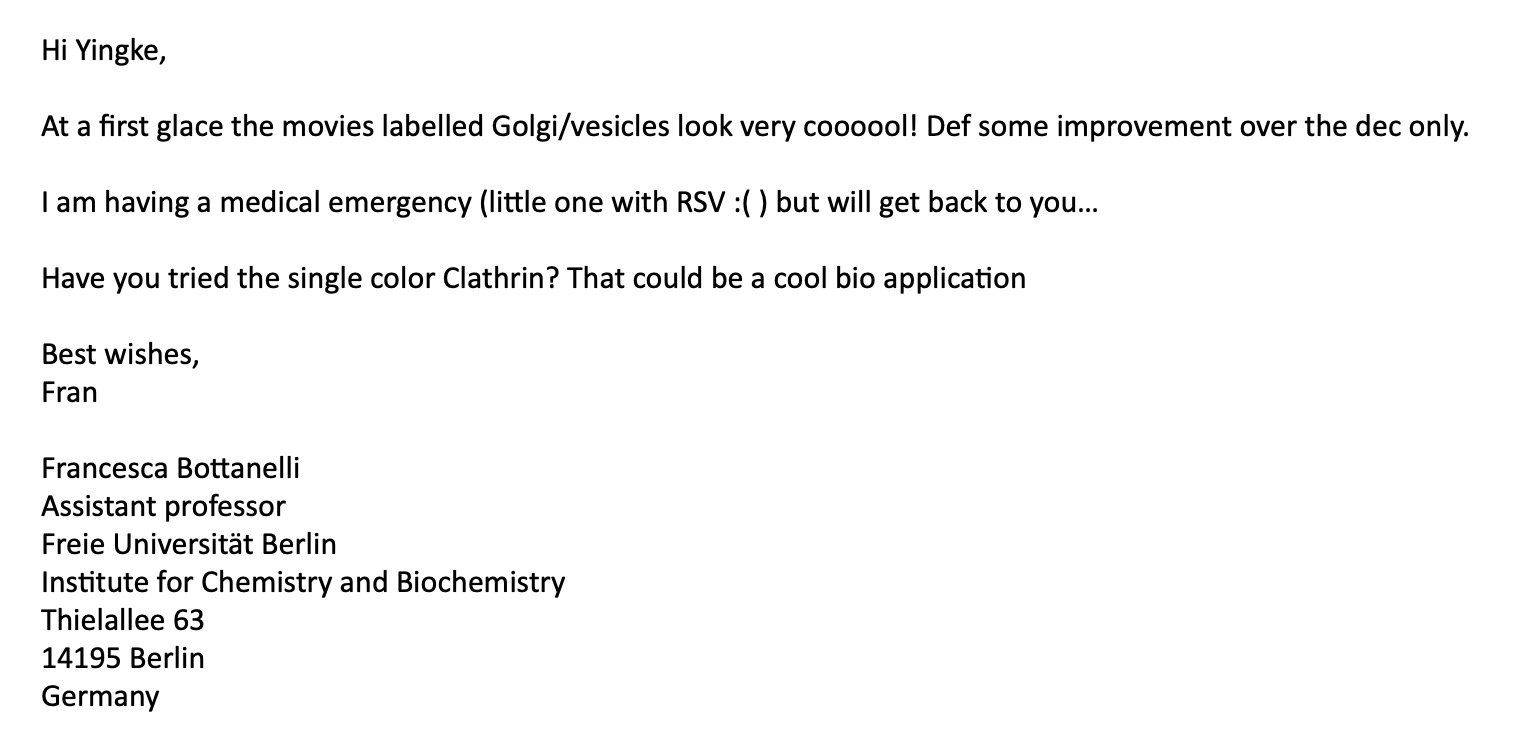 Hi Yingke,
At a first glace the movies labelled Golgi/vesicles look very coooool! Def some improvement over the dec only.
I am having a medical emergency (little one with RSV :( ) but will get back to you...
Have you tried the single color Clathrin? That could be a cool bio application
Best wishes,
Fran
Francesca Bottanelli
Assistant professor
Freie Universität Berlin
Institute for Chemistry and Biochemistry
Thielallee 63
14195 Berlin
Germany